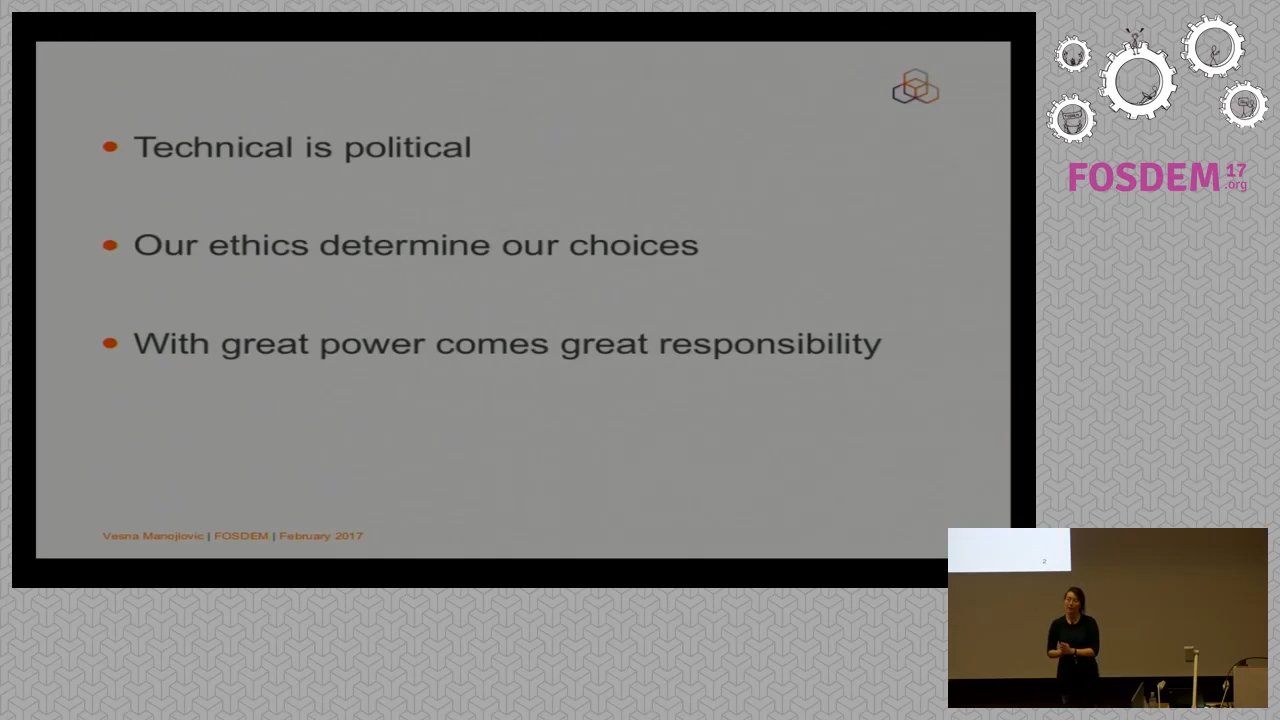 Technical is political
Our ethics determine our choices
With great power comes great responsibility
Vesna Manojlovic | FOSDEM | February 2017
FOSDEM 17
.org
2